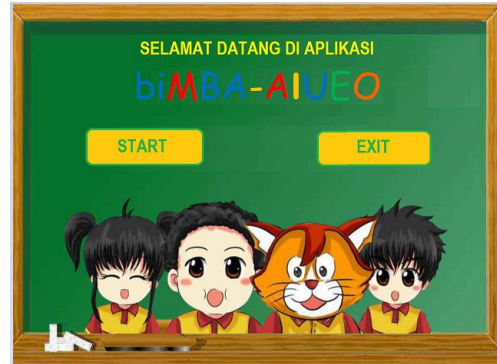 SELAMAT DATANG DI APLIKASI
biMBA-AIUEO
START
EXIT